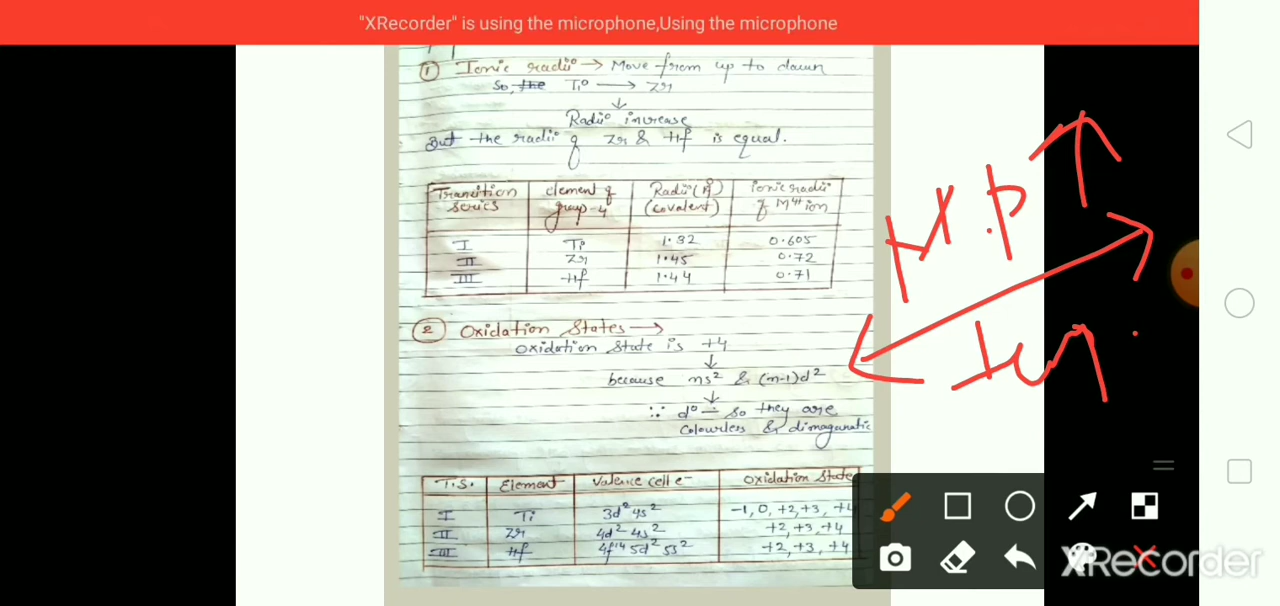 "XRecorder" is using the microphone,Using the microphone
① Ionic radii → Move from up to down
So, the Ti → Zr
↓
Radii increase
But the radii of Zr & Hf is equal.
Transition series | element of group-4 | Radii(Å) (covalent) | ionic radii of M⁴⁺ ion
I | Ti | 1.32 | 0.605
II | Zr | 1.45 | 0.72
III | Hf | 1.44 | 0.71
② Oxidation States →
Oxidation state is +4
↓
because ns² & (n-1)d²
↓
∵ d⁰ so they are
colourless & dimaganatic
T.S. | Element | Valence cell e- | Oxidation State
I | Ti | 3d² 4s² | -1, 0, +2, +3, +4
II | Zr | 4d² 4s² | +2, +3, +4
III | Hf | 4f¹⁴ 5d² 5s² | +2, +3, +4
M.P ↑
XRecorder